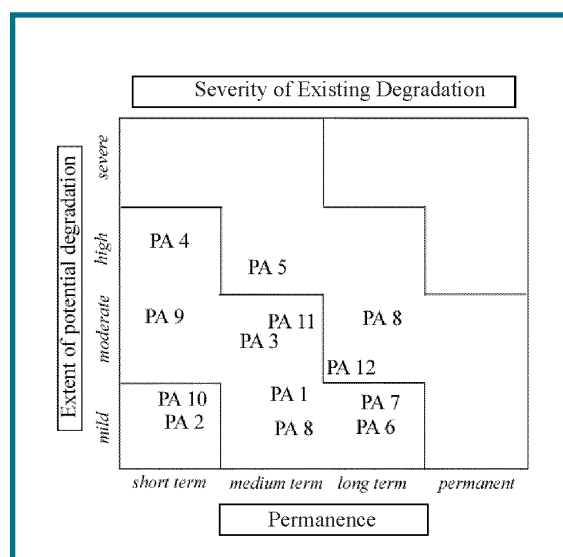 Severity of Existing Degradation
Extent of potential degradation
severe
high
moderate
mild
PA 4
PA 5
PA 9
PA 11
PA 3
PA 8
PA 12
PA 10
PA 2
PA 1
PA 8
PA 7
PA 6
short term
medium term
long term
permanent
Permanence